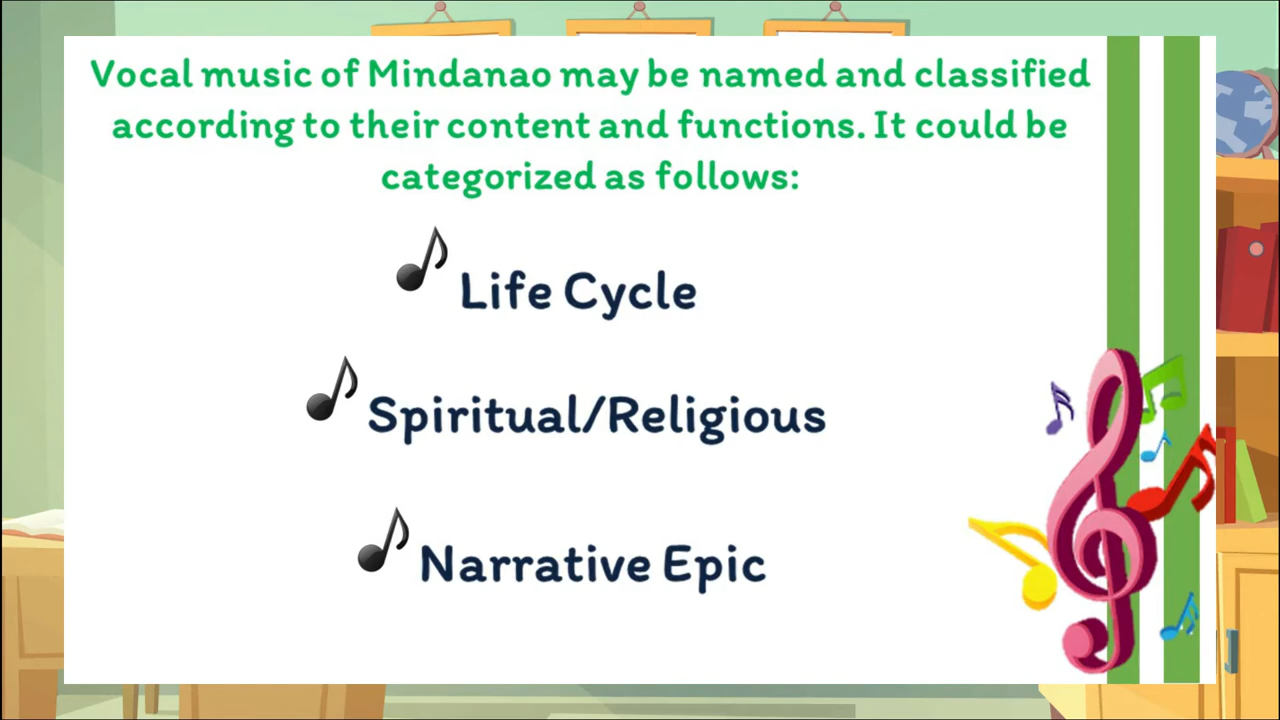 Vocal music of Mindanao may be named and classified
according to their content and functions. It could be
categorized as follows:
Life Cycle
Spiritual/Religious
Narrative Epic